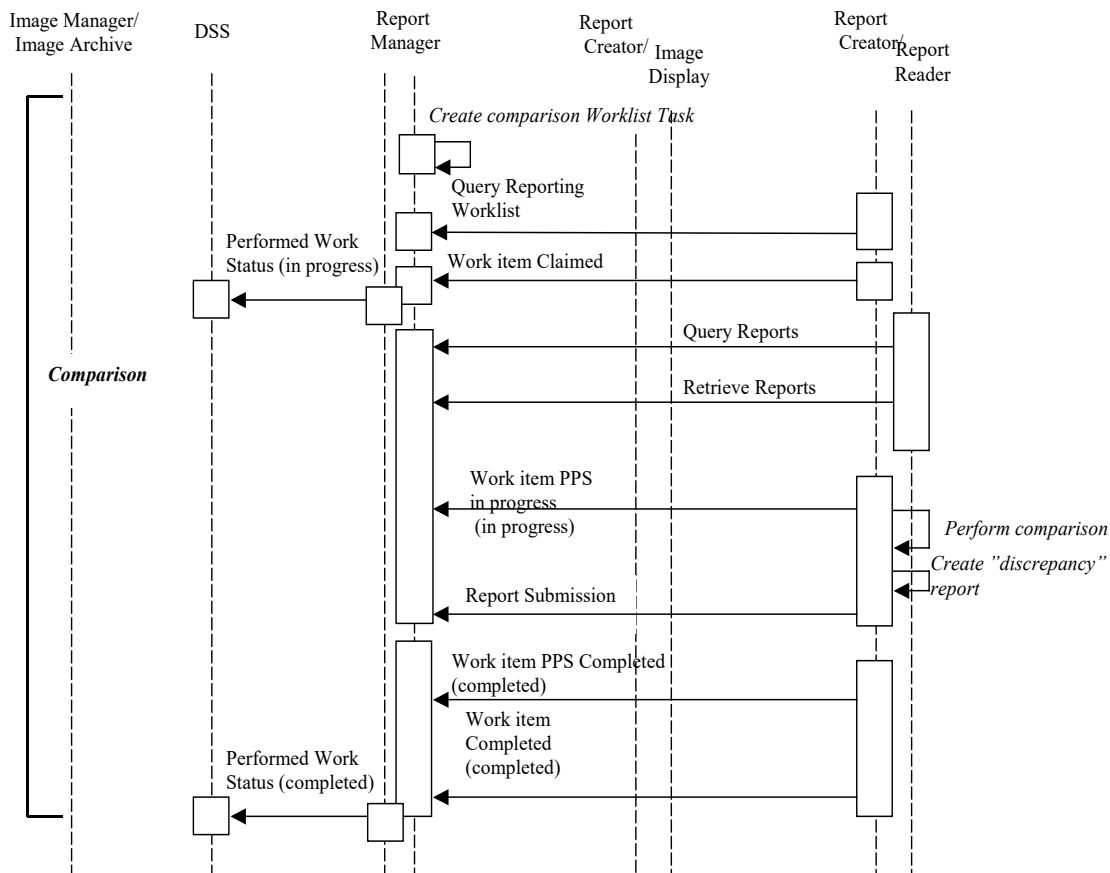 Image Manager/
Image Archive
DSS
Report
Manager
Report
Creator/
Image
Display
Report
Creator/
Report
Reader
Create comparison Worklist Task
Query Reporting
Worklist
Performed Work
Status (in progress)
Work item Claimed
Query Reports
Comparison
Retrieve Reports
Work item PPS
in progress
(in progress)
Perform comparison
Create ”discrepancy”
report
Report Submission
Work item PPS Completed
(completed)
Work item
Completed
(completed)
Performed Work
Status (completed)